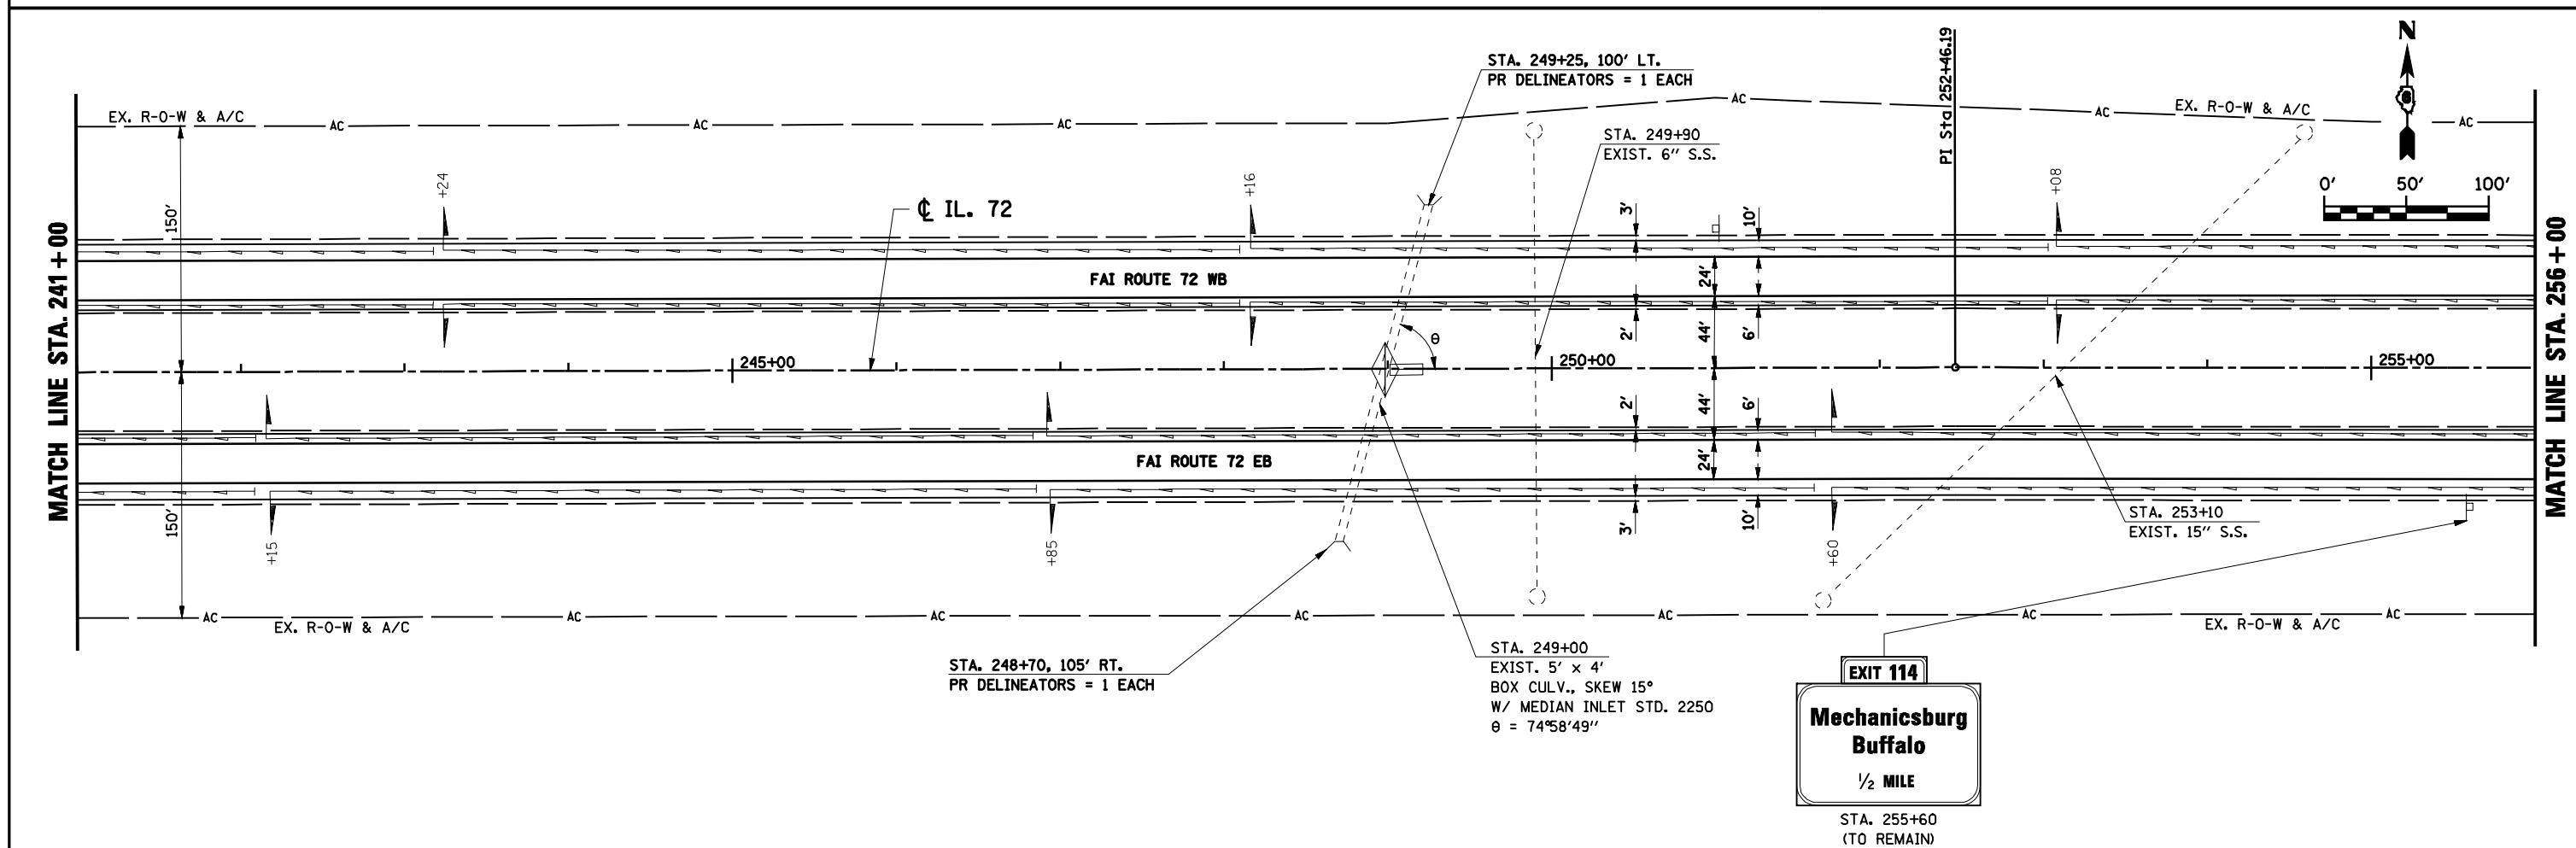 STA. 249+25, 100' LT.
PR DELINEATORS = 1 EACH
PI Sta 252+46.19
N
EX. R-O-W & A/C
AC
AC
AC
AC
AC
EX. R-O-W & A/C
AC
STA. 249+90
EXIST. 6" S.S.
0' 50' 100'
150'
+24
℄ IL. 72
+16
3'
10'
+08
MATCH LINE STA. 241+00
MATCH LINE STA. 256+00
FAI ROUTE 72 WB
24'
2'
44'
6'
θ
245+00
250+00
255+00
2'
44'
6'
FAI ROUTE 72 EB
24'
150'
+15
+85
3'
10'
+60
STA. 253+10
EXIST. 15" S.S.
AC
AC
AC
AC
AC
AC
AC
EX. R-O-W & A/C
EX. R-O-W & A/C
STA. 248+70, 105' RT.
PR DELINEATORS = 1 EACH
STA. 249+00
EXIST. 5' x 4'
BOX CULV., SKEW 15°
W/ MEDIAN INLET STD. 2250
θ = 74°58'49"
EXIT 114
Mechanicsburg
Buffalo
1/2 MILE
STA. 255+60
(TO REMAIN)